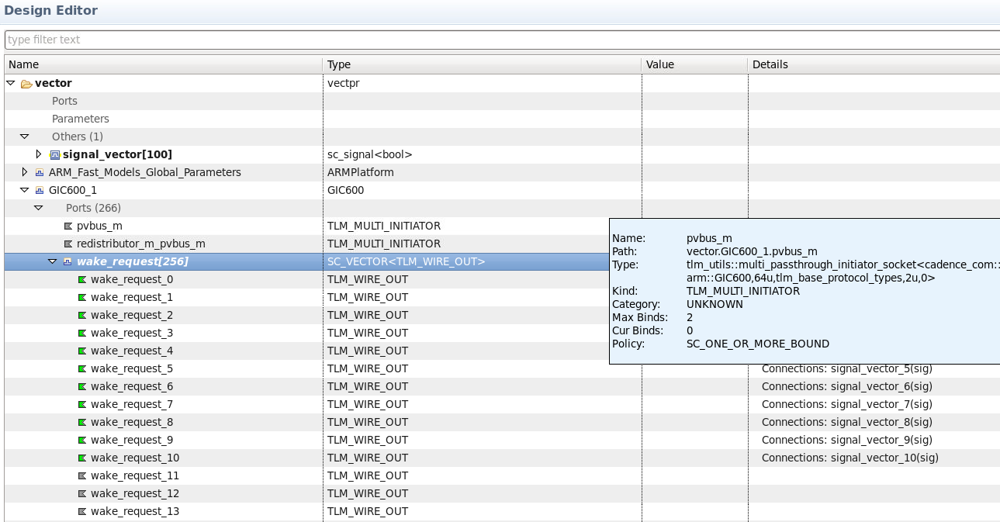 Design Editor
type filter text
Name Type Value Details
vector vectpr
Ports
Parameters
Others (1)
signal_vector[100] sc_signal<bool>
ARM_Fast_Models_Global_Parameters ARMPlatform
GIC600_1 GIC600
Ports (266)
pvbus_m TLM_MULTI_INITIATOR
redistributor_m_pvbus_m TLM_MULTI_INITIATOR
wake_request[256] SC_VECTOR<TLM_WIRE_OUT>
wake_request_0 TLM_WIRE_OUT
wake_request_1 TLM_WIRE_OUT
wake_request_2 TLM_WIRE_OUT
wake_request_3 TLM_WIRE_OUT
wake_request_4 TLM_WIRE_OUT
wake_request_5 TLM_WIRE_OUT Connections: signal_vector_5(sig)
wake_request_6 TLM_WIRE_OUT Connections: signal_vector_6(sig)
wake_request_7 TLM_WIRE_OUT Connections: signal_vector_7(sig)
wake_request_8 TLM_WIRE_OUT Connections: signal_vector_8(sig)
wake_request_9 TLM_WIRE_OUT Connections: signal_vector_9(sig)
wake_request_10 TLM_WIRE_OUT Connections: signal_vector_10(sig)
wake_request_11 TLM_WIRE_OUT
wake_request_12 TLM_WIRE_OUT
wake_request_13 TLM_WIRE_OUT
Name: pvbus_m
Path: vector.GIC600_1.pvbus_m
Type: tlm_utils::multi_passthrough_initiator_socket<cadence_com::
arm::GIC600,64u,tlm_base_protocol_types,2u,0>
Kind: TLM_MULTI_INITIATOR
Category: UNKNOWN
Max Binds: 2
Cur Binds: 0
Policy: SC_ONE_OR_MORE_BOUND